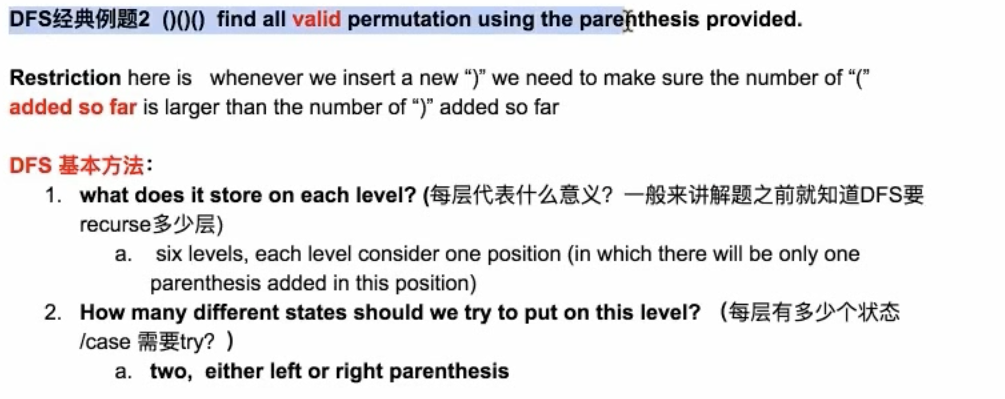 DFS经典例题2 ()()() find all valid permutation using the parenthesis provided.
Restriction here is whenever we insert a new “)” we need to make sure the number of “(”
added so far is larger than the number of “)” added so far
DFS 基本方法：
1. what does it store on each level? (每层代表什么意义？一般来讲解题之前就知道DFS要
recurse多少层)
a. six levels, each level consider one position (in which there will be only one
parenthesis added in this position)
2. How many different states should we try to put on this level? （每层有多少个状态
/case 需要try？)
a. two, either left or right parenthesis